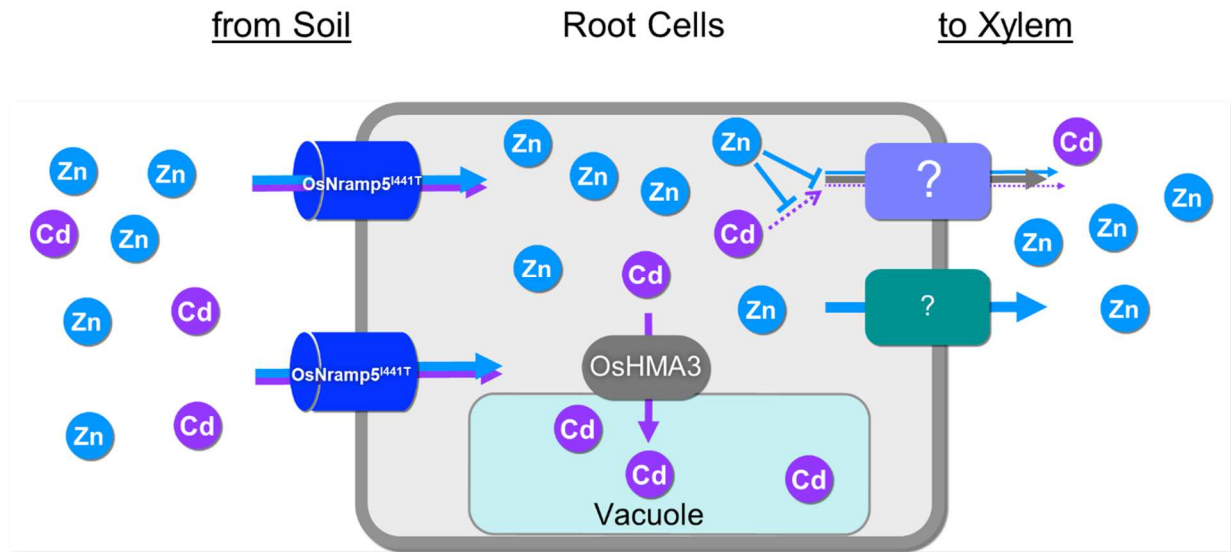 from Soil Root Cells to Xylem
Zn Zn Cd Zn Zn Cd Zn Cd
OsNramp5I441T
OsNramp5I441T
Zn Zn Zn Zn Cd Zn Cd Zn
OsHMA3
Cd Cd Cd
Vacuole
?
?
Cd Zn Zn Zn Zn